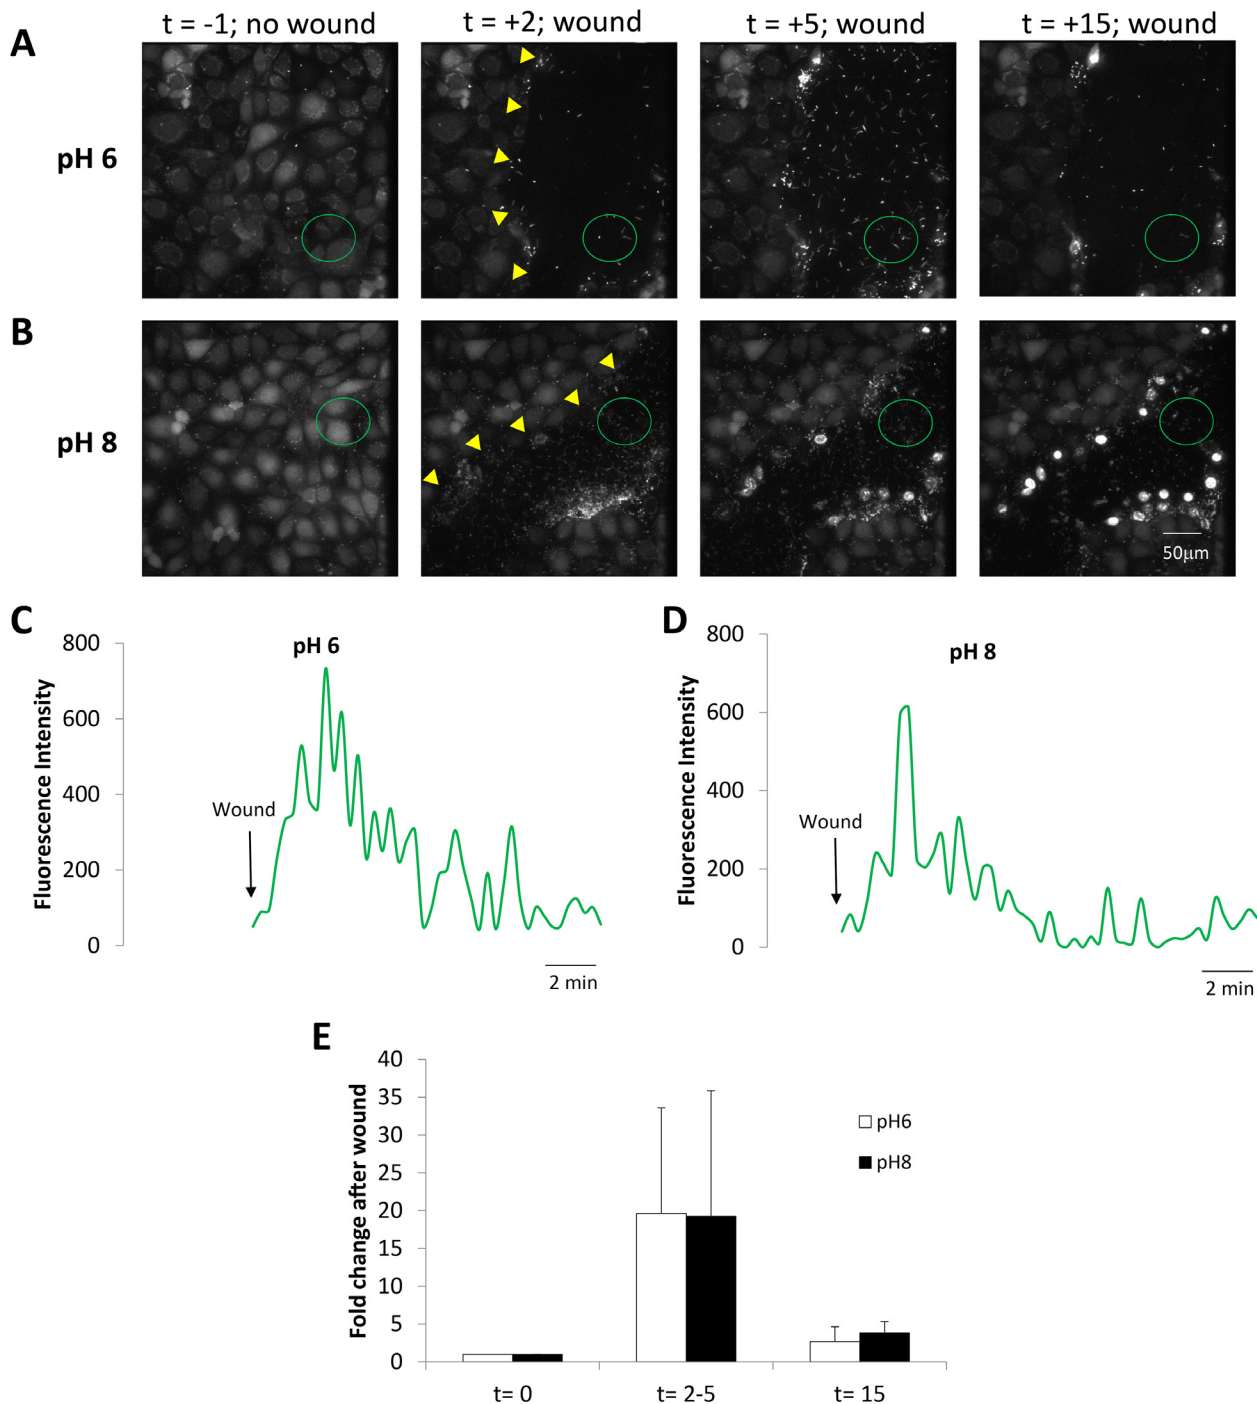 A
t = -1; no wound
t = +2; wound
t = +5; wound
t = +15; wound
pH 6
B
pH 8
50µm
C
pH 6
Fluorescence Intensity
800
600
400
200
0
Wound
2 min
D
pH 8
Fluorescence Intensity
800
600
400
200
0
Wound
2 min
E
Fold change after wound
40
35
30
25
20
15
10
5
0
pH6
pH8
t= 0
t= 2-5
t= 15